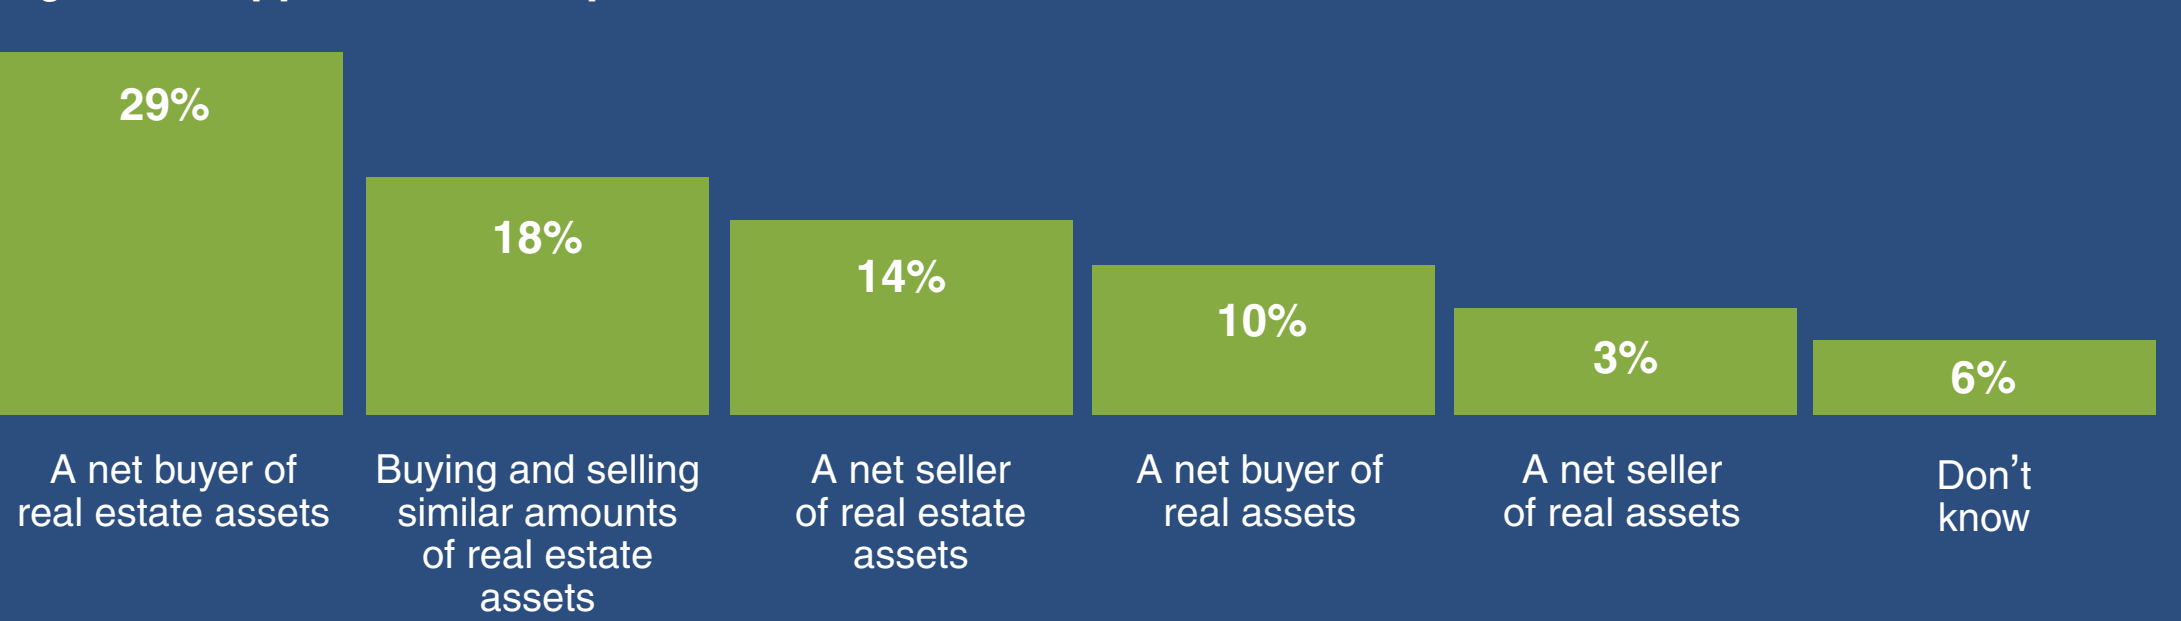 29%
18%
14%
10%
3%
6%
A net buyer of
real estate assets
Buying and selling
similar amounts
of real estate
assets
A net seller
of real estate
assets
A net buyer of
real assets
A net seller
of real assets
Don’t
know